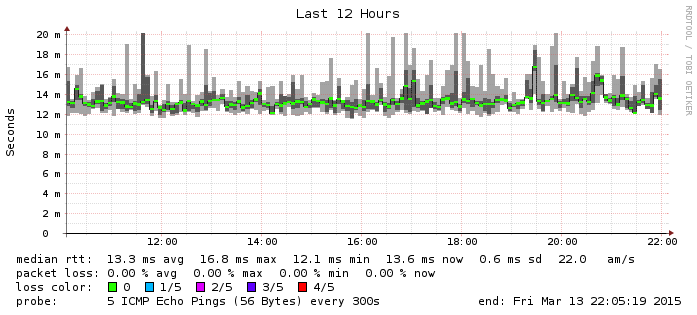 Last 12 Hours
RRDTOOL / TOBI OETIKER
Seconds
20 m
18 m
16 m
14 m
12 m
10 m
8 m
6 m
4 m
2 m
0
12:00 14:00 16:00 18:00 20:00 22:00
median rtt: 13.3 ms avg 16.8 ms max 12.1 ms min 13.6 ms now 0.6 ms sd 22.0 am/s
packet loss: 0.00 % avg 0.00 % max 0.00 % min 0.00 % now
loss color: 0 1/5 2/5 3/5 4/5
probe: 5 ICMP Echo Pings (56 Bytes) every 300s end: Fri Mar 13 22:05:19 2015